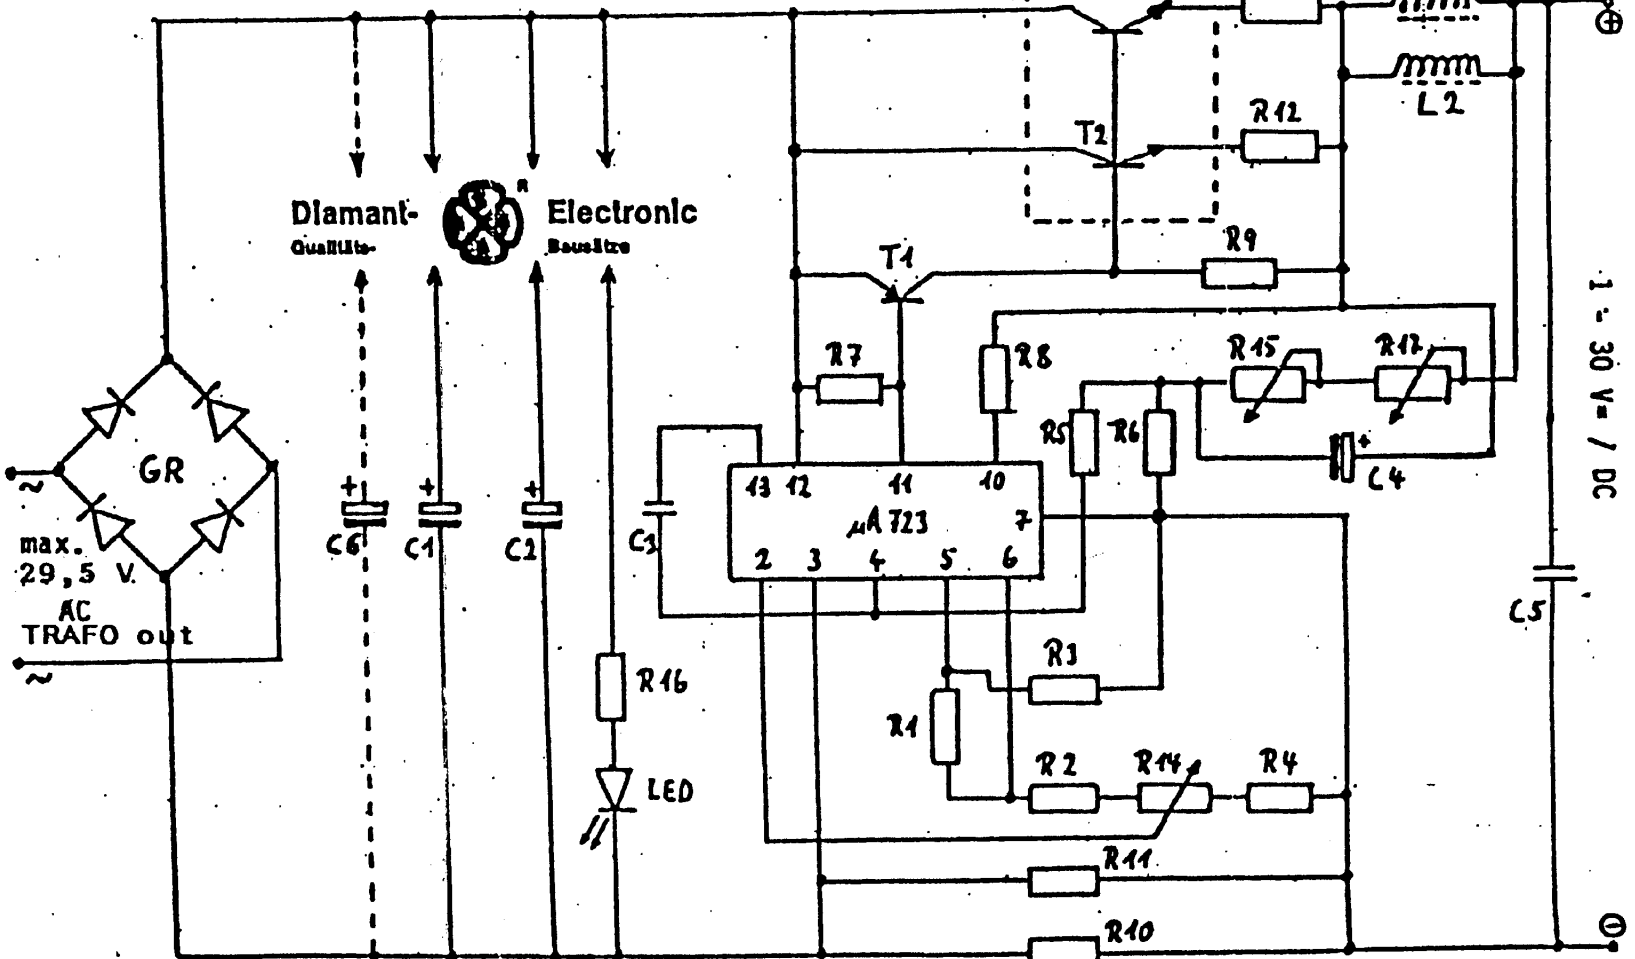 ⊕
L2
R12
T2
R
Diamant- Electronic
Qualitäts- Bausätze
R9
T1
1 - 30 V= / DC
R7
R8
R15
R17
R5
R6
+
C4
GR
13 12 11 10
+
+
+
C6
C1
C2
C3
µA 723
7
2 3 4 5 6
~
max.
29,5 V.
AC
TRAFO out
~
C5
R3
R16
R1
R2
R14
R4
LED
R11
R10
⊖